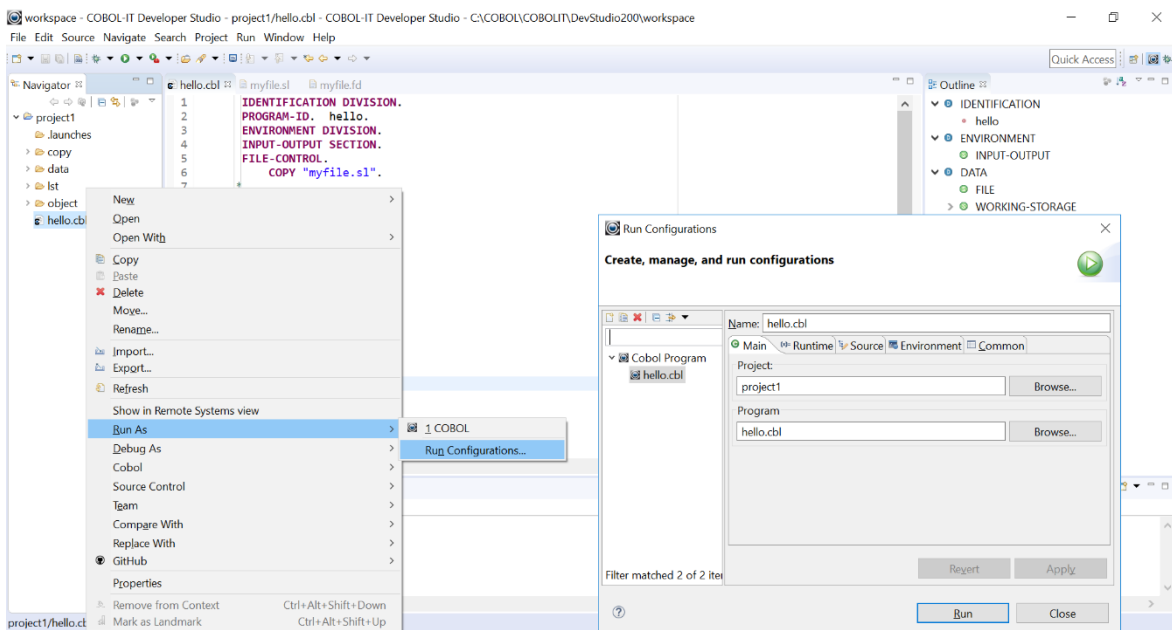 workspace - COBOL-IT Developer Studio - project1/hello.cbl - COBOL-IT Developer Studio - C:\COBOL\COBOLIT\DevStudio200\workspace
File Edit Source Navigate Search Project Run Window Help
Quick Access
Navigator
project1
.launches
copy
data
lst
object
hello.cbl
hello.cbl myfile.sl myfile.fd
1 IDENTIFICATION DIVISION.
2 PROGRAM-ID. hello.
3 ENVIRONMENT DIVISION.
4 INPUT-OUTPUT SECTION.
5 FILE-CONTROL.
6 COPY "myfile.sl".
7 *
Outline
IDENTIFICATION
hello
ENVIRONMENT
INPUT-OUTPUT
DATA
FILE
WORKING-STORAGE
New
Open
Open With
Copy
Paste
Delete
Move...
Rename...
Import...
Export...
Refresh
Show in Remote Systems view
Run As
Debug As
Cobol
Source Control
Team
Compare With
Replace With
GitHub
Properties
Remove from Context Ctrl+Alt+Shift+Down
Mark as Landmark Ctrl+Alt+Shift+Up
1 COBOL
Run Configurations...
Run Configurations
Create, manage, and run configurations
Cobol Program
hello.cbl
Filter matched 2 of 2 iter
Name: hello.cbl
Main Runtime Source Environment Common
Project:
project1 Browse...
Program
hello.cbl Browse...
Revert Apply
Run Close
project1/hello.cb